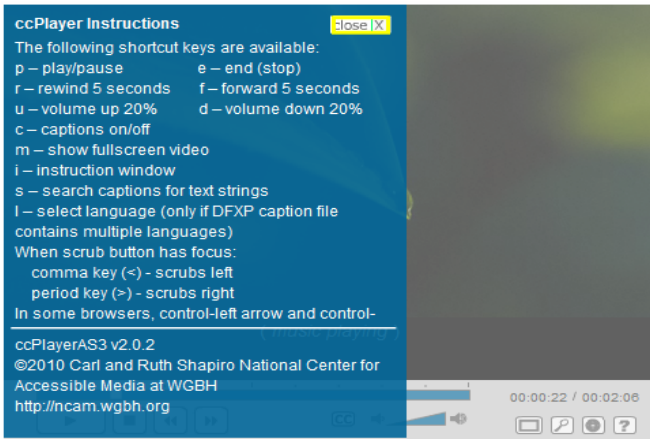 ccPlayer Instructions close X
The following shortcut keys are available:
p – play/pause e – end (stop)
r – rewind 5 seconds f – forward 5 seconds
u – volume up 20% d – volume down 20%
c – captions on/off
m – show fullscreen video
i – instruction window
s – search captions for text strings
l – select language (only if DFXP caption file
contains multiple languages)
When scrub button has focus:
comma key (<) - scrubs left
period key (>) - scrubs right
In some browsers, control-left arrow and control-
( music playing )
ccPlayerAS3 v2.0.2
©2010 Carl and Ruth Shapiro National Center for
Accessible Media at WGBH
http://ncam.wgbh.org
00:00:22 / 00:02:06
CC ?